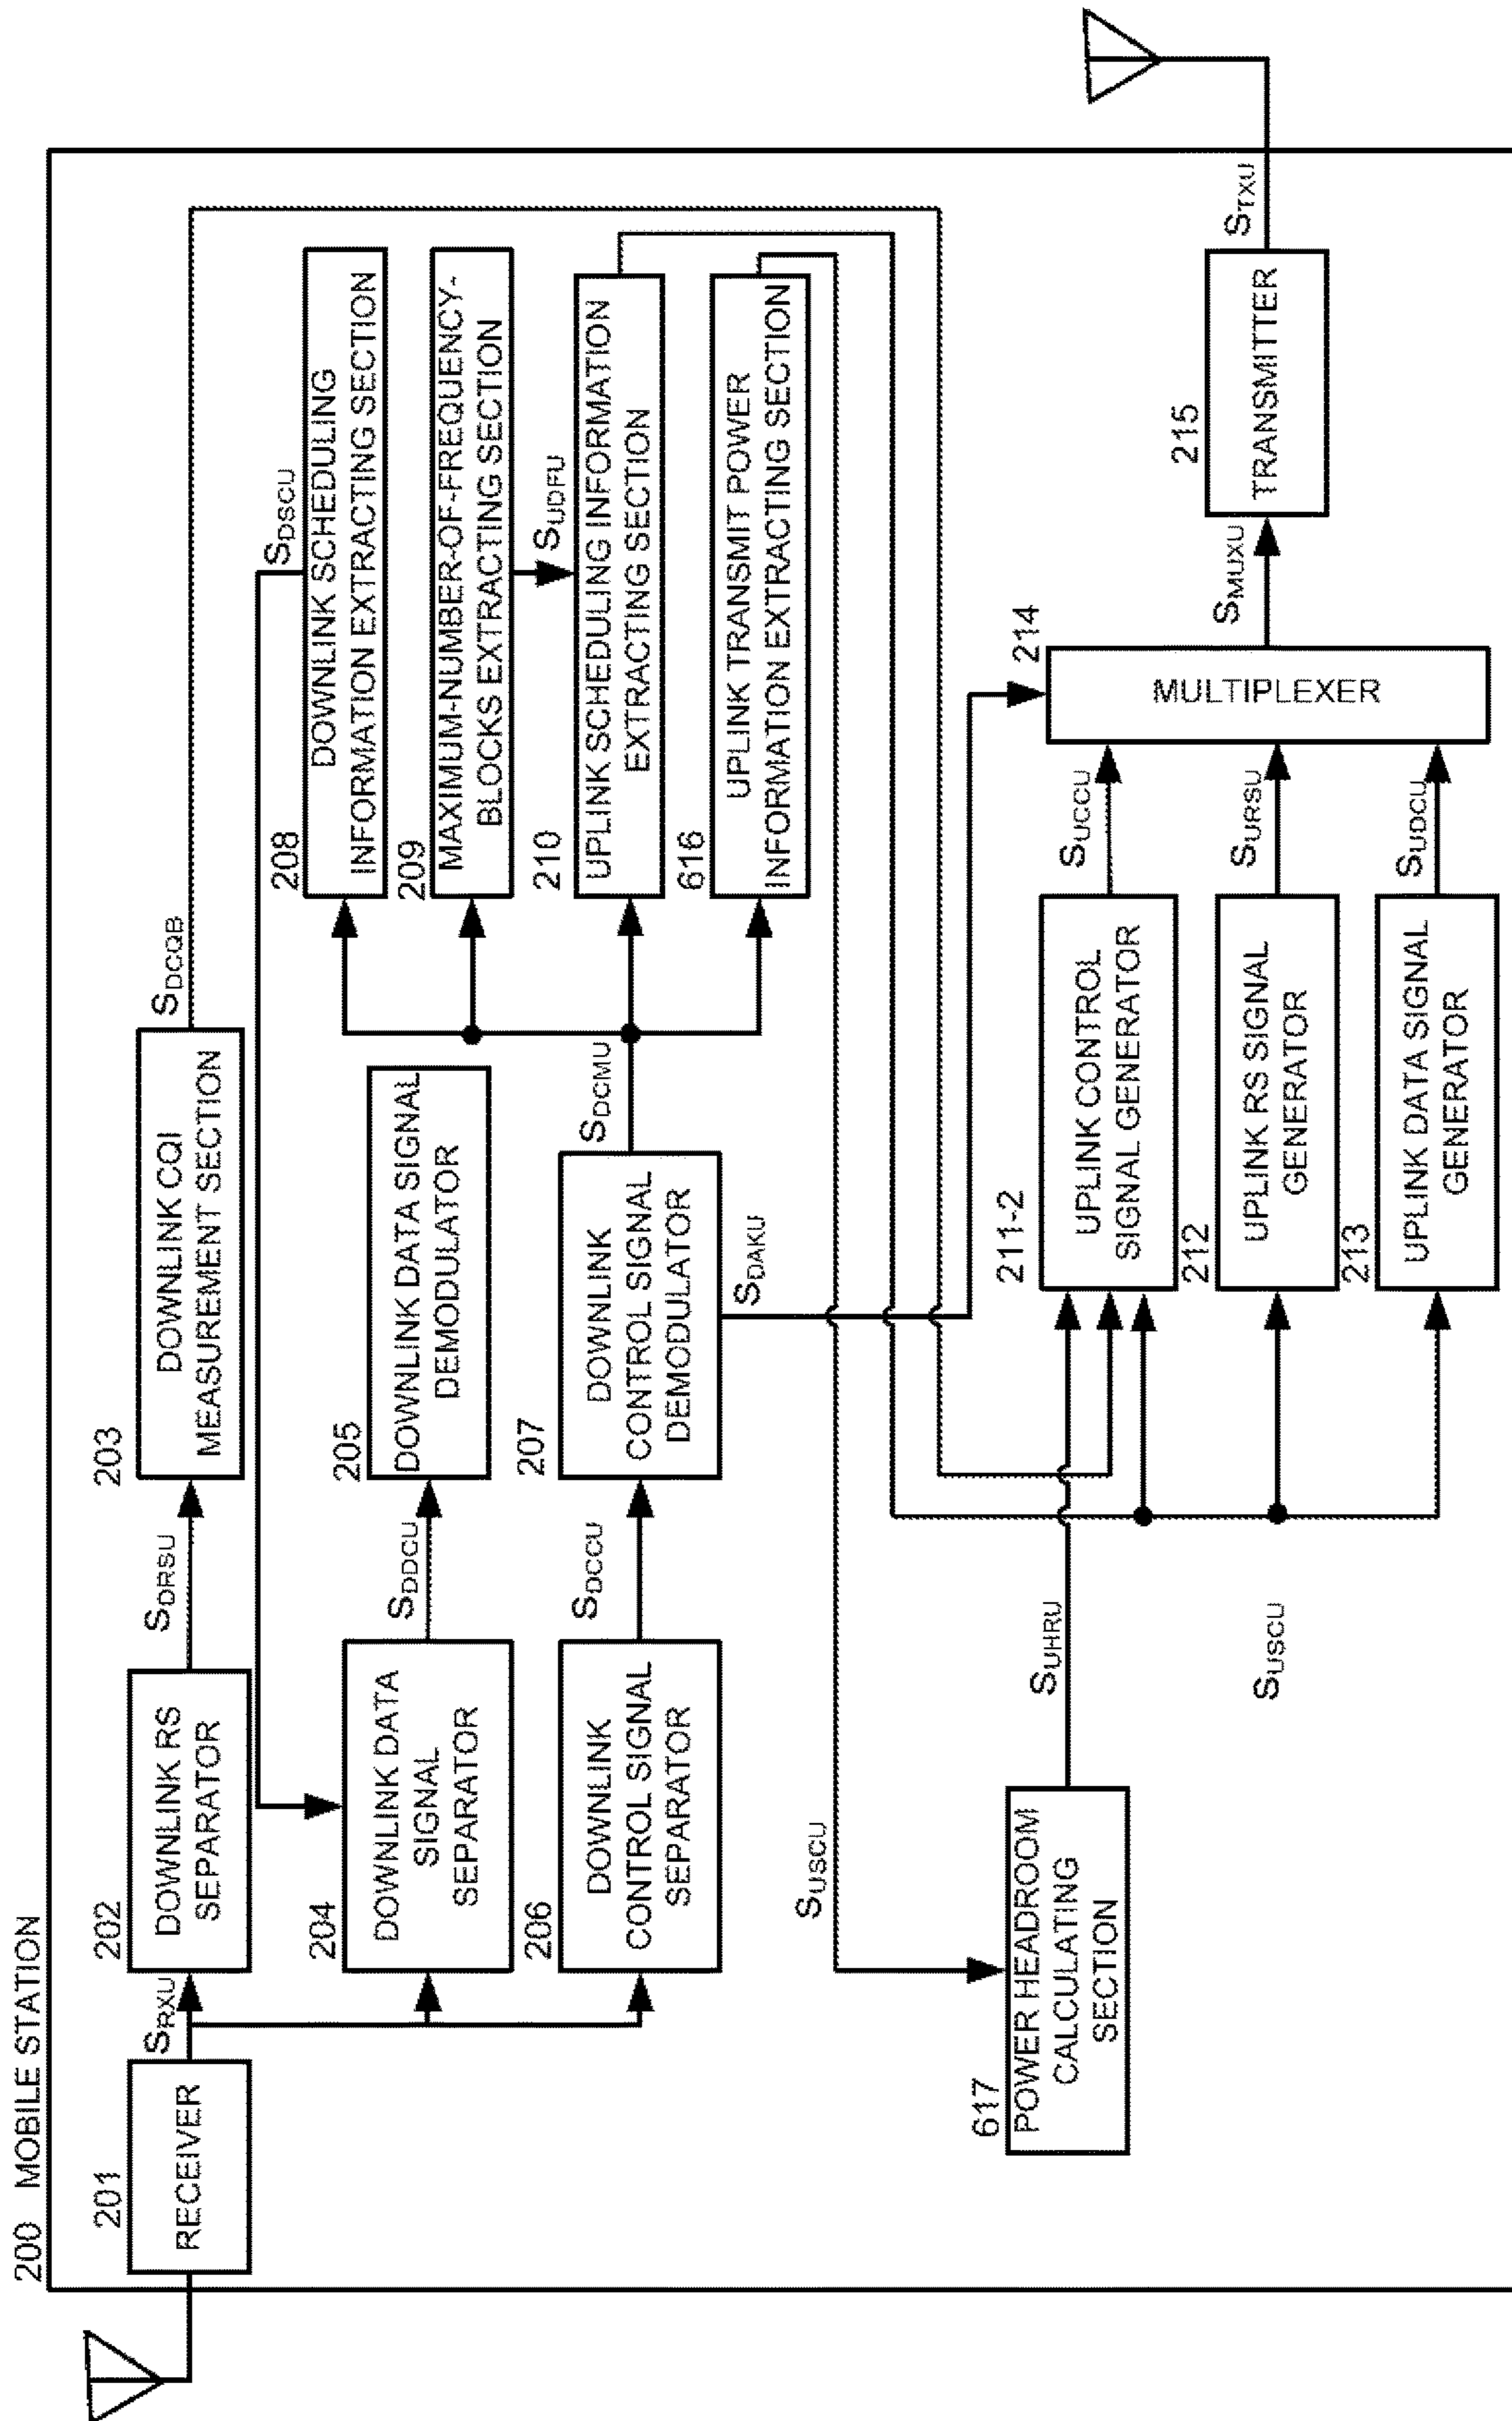 200 MOBILE STATION
201
RECEIVER
SRXU
202
DOWNLINK RS
SEPARATOR
SDRSU
203
DOWNLINK CQI
MEASUREMENT SECTION
SDCQB
204
DOWNLINK DATA
SIGNAL
SEPARATOR
SDDCU
205
DOWNLINK DATA SIGNAL
DEMODULATOR
206
DOWNLINK
CONTROL SIGNAL
SEPARATOR
SDCCU
207
DOWNLINK
CONTROL SIGNAL
DEMODULATOR
SDCMU
SDAKU
SDSCU
208
DOWNLINK SCHEDULING
INFORMATION EXTRACTING SECTION
209
MAXIMUM-NUMBER-OF-FREQUENCY-
BLOCKS EXTRACTING SECTION
SUDFU
210
UPLINK SCHEDULING INFORMATION
EXTRACTING SECTION
616
UPLINK TRANSMIT POWER
INFORMATION EXTRACTING SECTION
SUSCU
617
POWER HEADROOM
CALCULATING
SECTION
SUHRU
SUSCU
211-2
UPLINK CONTROL
SIGNAL GENERATOR
SUCCU
212
UPLINK RS SIGNAL
GENERATOR
SURSU
213
UPLINK DATA SIGNAL
GENERATOR
SUDCU
214
MULTIPLEXER
SMUXU
215
TRANSMITTER
STXU